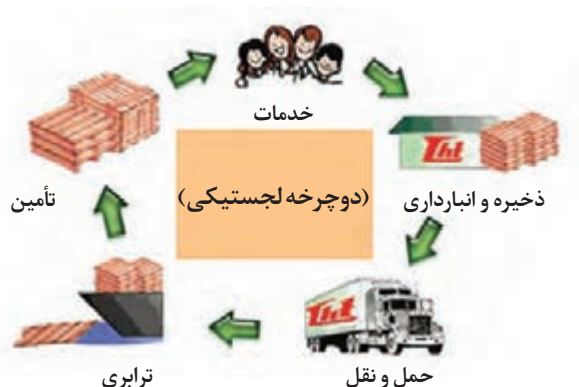 خدمات
ذخیره و انبارداری
(دوچرخه لجستیکی)
تأمین
حمل و نقل
ترابری